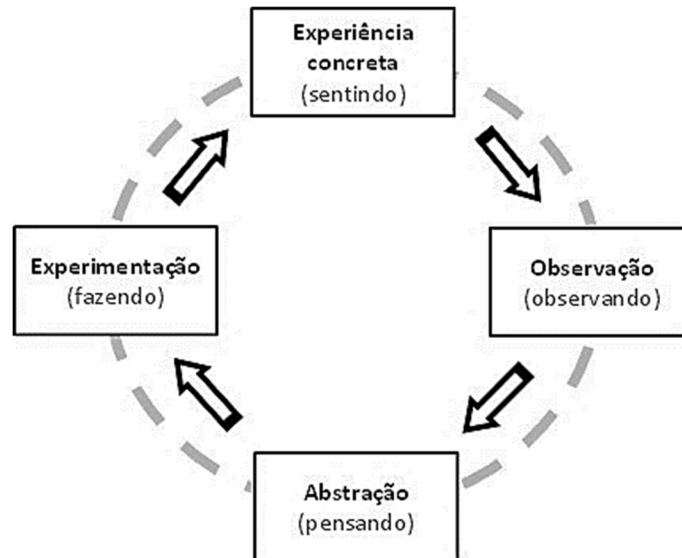 Experiência
concreta
(sentindo)
Experimentação
(fazendo)
Observação
(observando)
Abstração
(pensando)